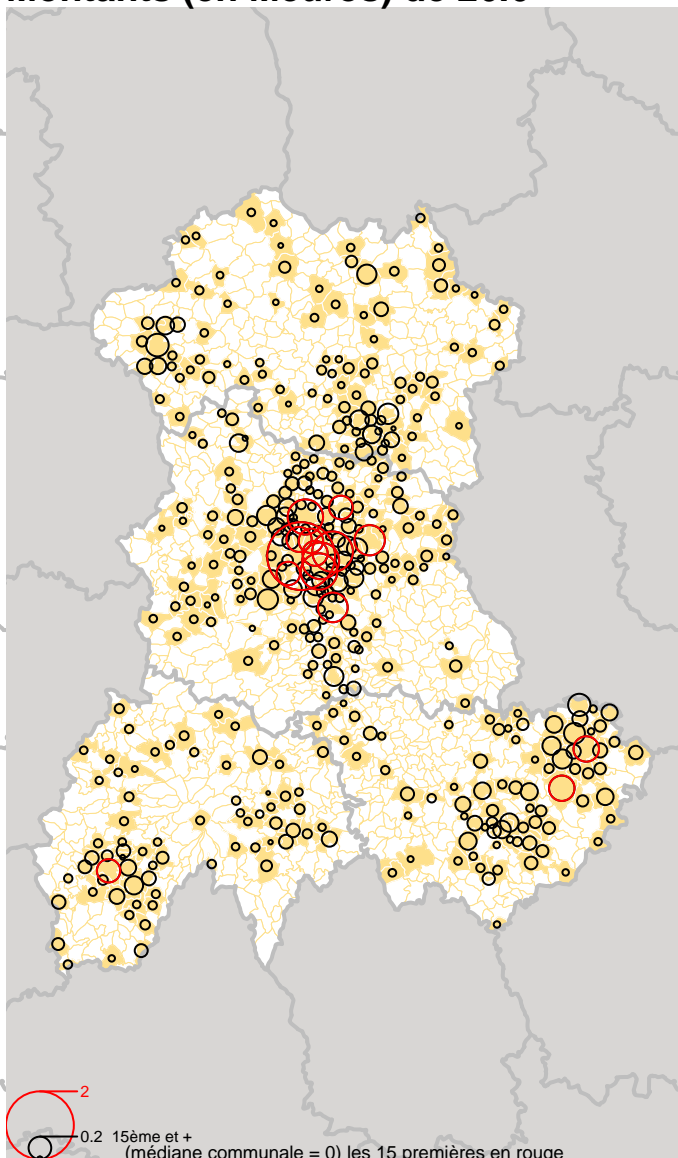 2
0.2 15ème et +
(médiane communale = 0) les 15 premières en rouge